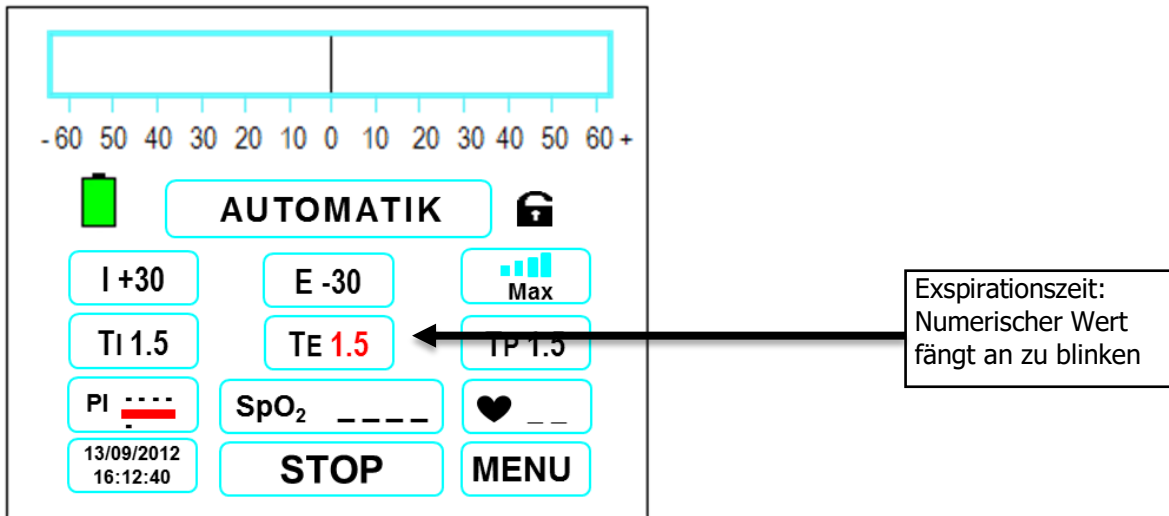 - 60 50 40 30 20 10 0 10 20 30 40 50 60 +
AUTOMATIK
I +30 E -30 Max
TI 1.5 TE 1.5 TP 1.5
PI ---- - SpO₂ _ _ _ _ _ _
13/09/2012
16:12:40
STOP MENU
Exspirationszeit:
Numerischer Wert
fängt an zu blinken